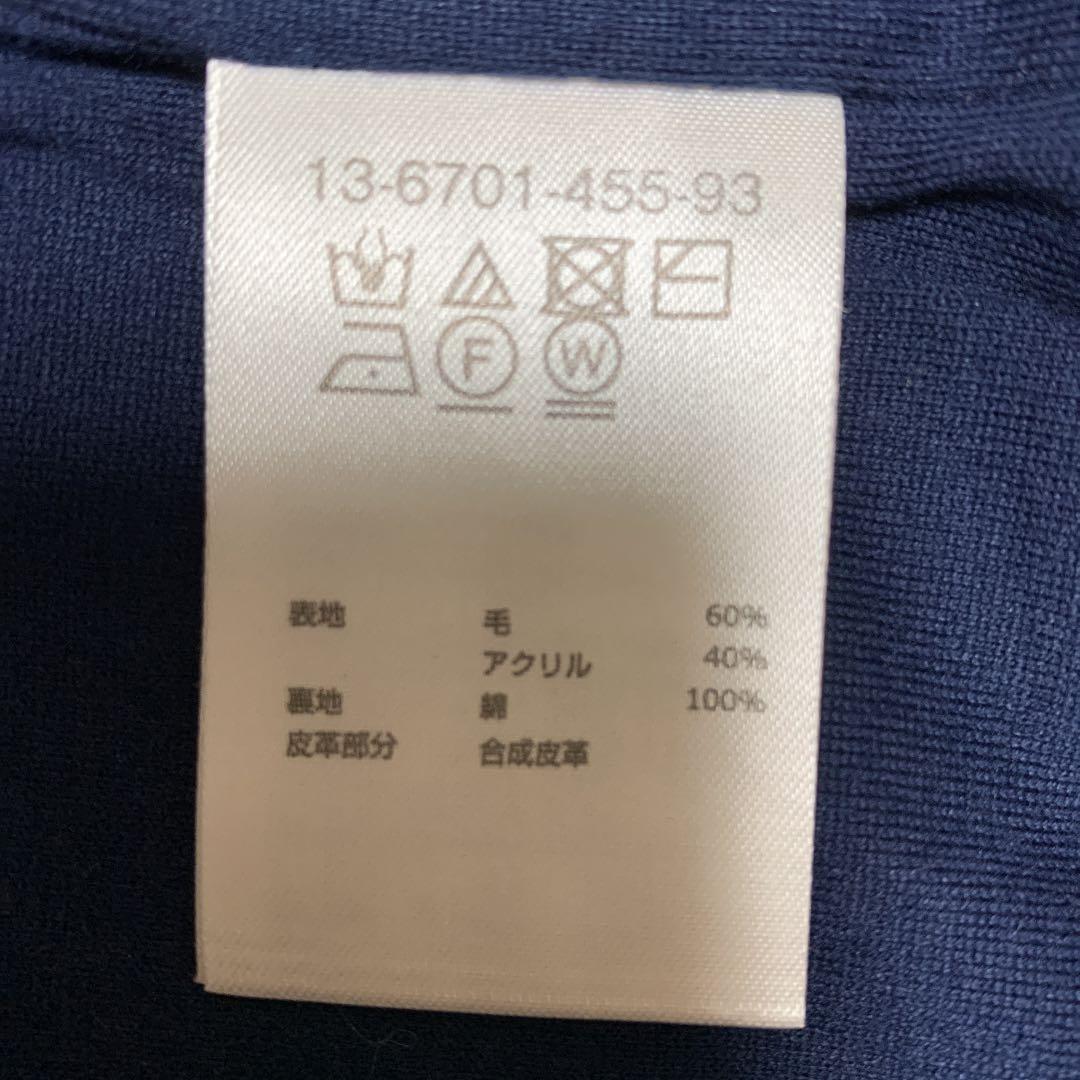 13-6701-455-93
F W
表地 毛 60%
アクリル 40%
裏地 綿 100%
皮革部分 合成皮革